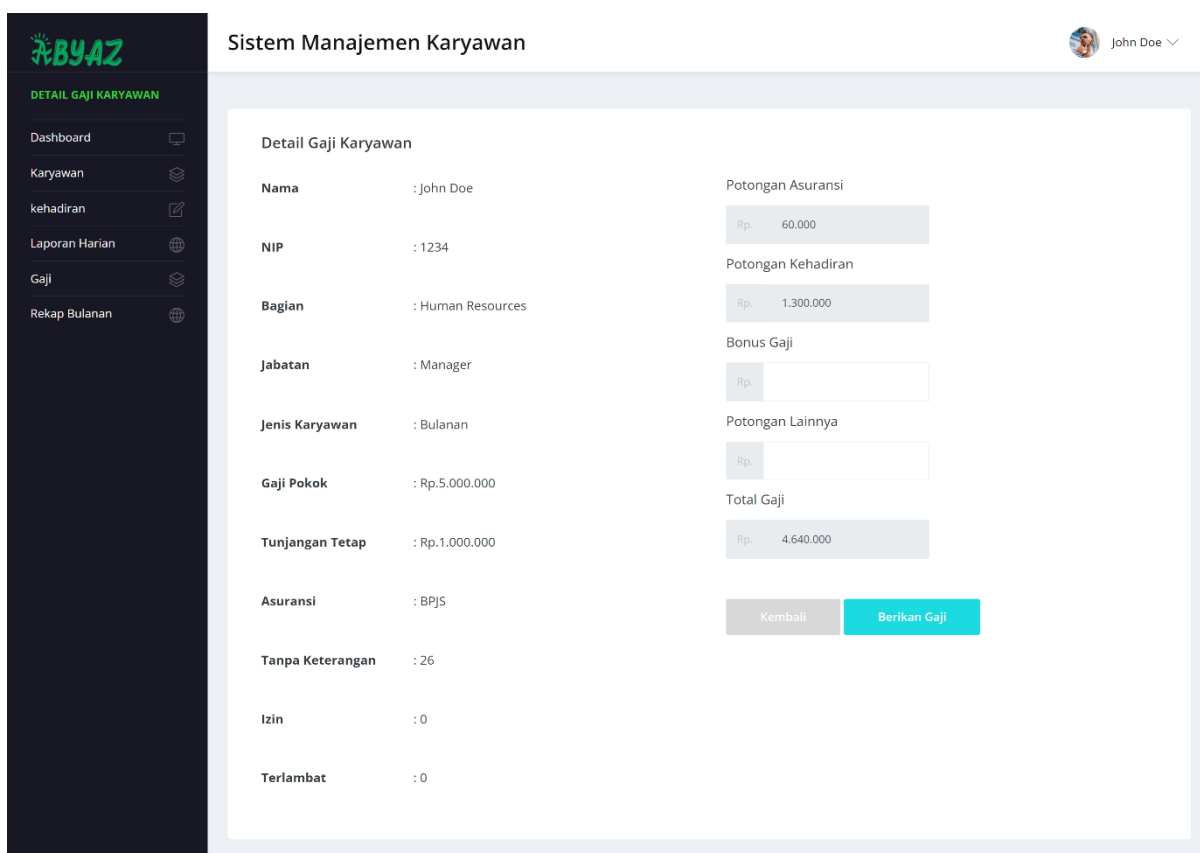 ABYAZ
Sistem Manajemen Karyawan
John Doe
DETAIL GAJI KARYAWAN
Dashboard
Karyawan
kehadiran
Laporan Harian
Gaji
Rekap Bulanan
Detail Gaji Karyawan
Nama : John Doe
NIP : 1234
Bagian : Human Resources
Jabatan : Manager
Jenis Karyawan : Bulanan
Gaji Pokok : Rp.5.000.000
Tunjangan Tetap : Rp.1.000.000
Asuransi : BPJS
Tanpa Keterangan : 26
Izin : 0
Terlambat : 0
Potongan Asuransi
Rp. 60.000
Potongan Kehadiran
Rp. 1.300.000
Bonus Gaji
Rp.
Potongan Lainnya
Rp.
Total Gaji
Rp. 4.640.000
Kembali Berikan Gaji